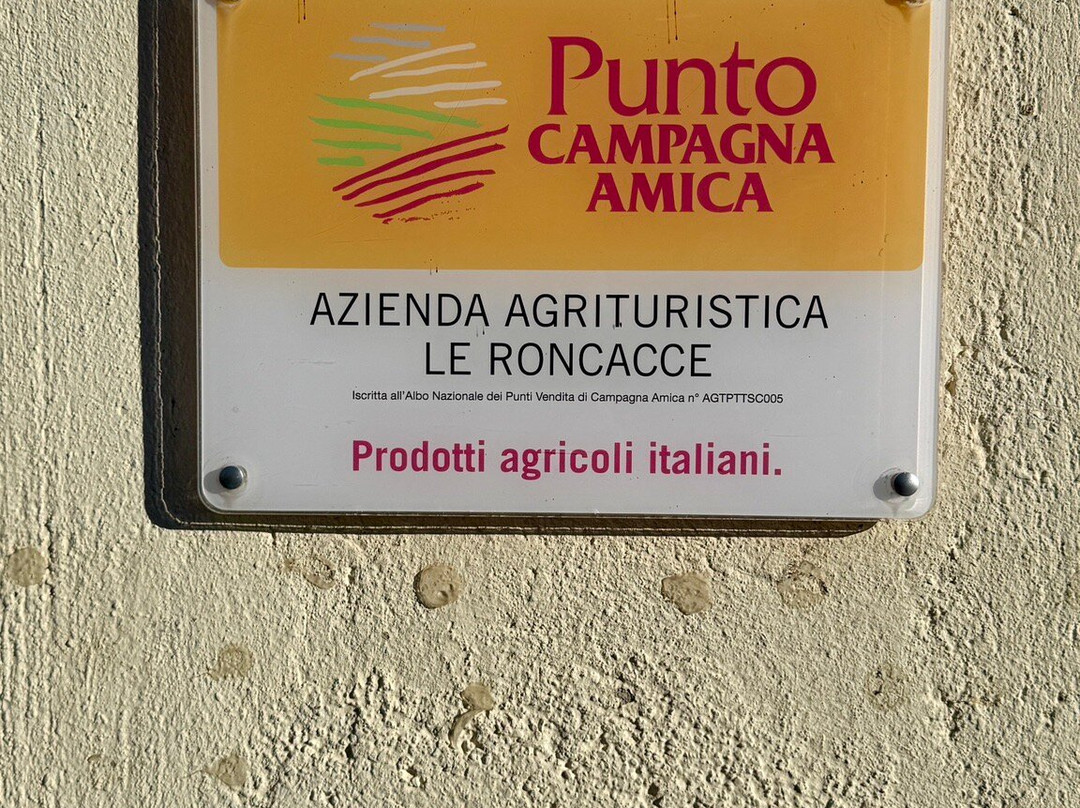 Punto
CAMPAGNA
AMICA
AZIENDA AGRITURISTICA
LE RONCACCE
Iscritta all'Albo Nazionale dei Punti Vendita di Campagna Amica n° AGTPTTSC005
Prodotti agricoli italiani.